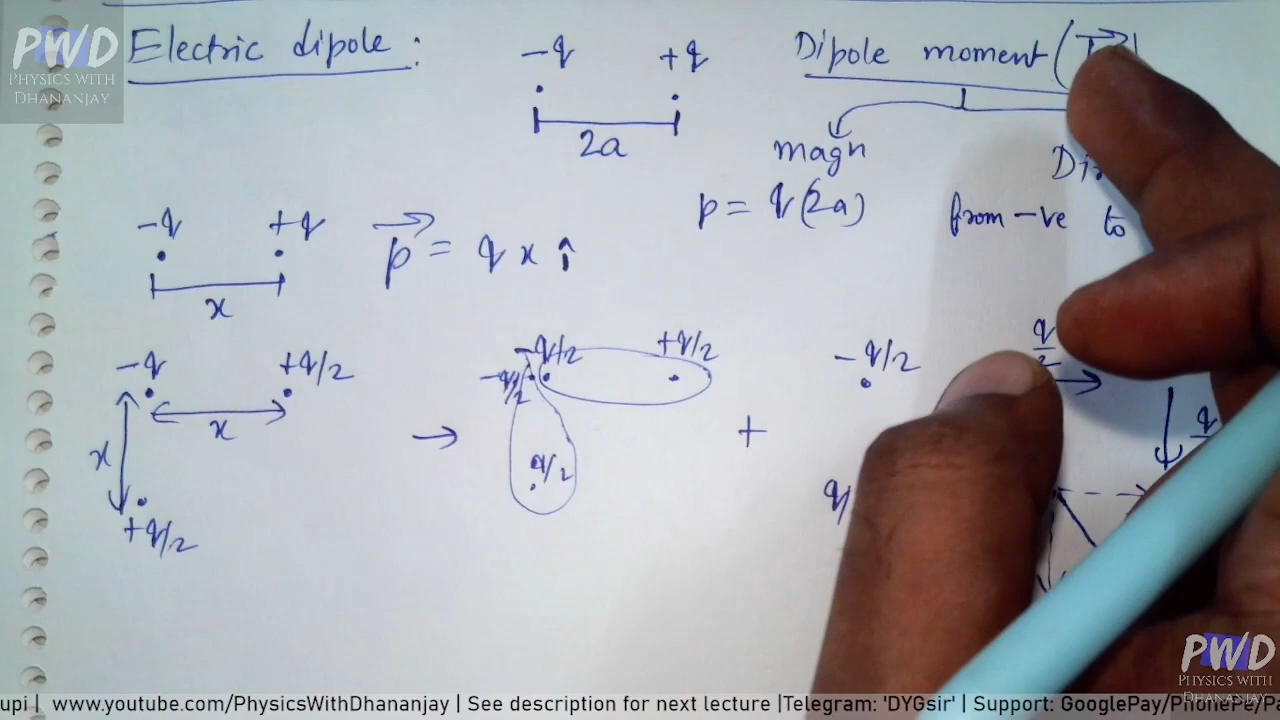 PWD
PHYSICS WITH
DHANANJAY
Electric dipole :
-q +q
2a
Dipole moment (
magn
p = q(2a)
from -ve to
-q +q
x
p = q x î
-q +q/2
x
x
+q/2
→
-q/2 +q/2
-q/2
q/2
+
-q/2
q/
q/2
q
PWD
PHYSICS WITH
DHANANJAY
upi | www.youtube.com/PhysicsWithDhananjay | See description for next lecture |Telegram: 'DYGsir' | Support: GooglePay/PhonePe/Pa